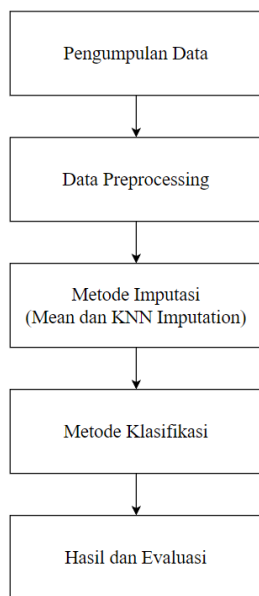 Pengumpulan Data
Data Preprocessing
Metode Imputasi
(Mean dan KNN Imputation)
Metode Klasifikasi
Hasil dan Evaluasi